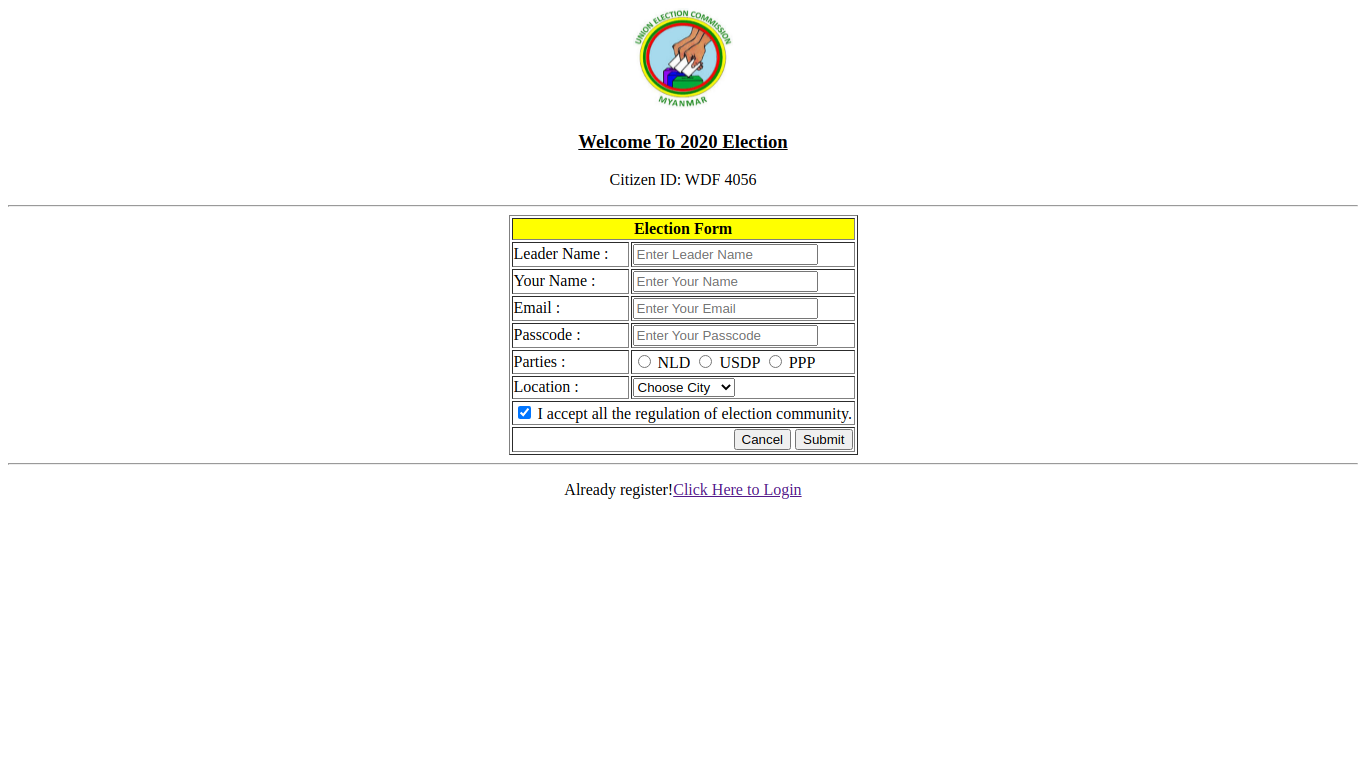 UNION ELECTION COMMISSION
MYANMAR
Welcome To 2020 Election
Citizen ID: WDF 4056
Election Form
Leader Name : Enter Leader Name
Your Name : Enter Your Name
Email : Enter Your Email
Passcode : Enter Your Passcode
Parties : NLD USDP PPP
Location : Choose City
I accept all the regulation of election community.
Cancel Submit
Already register!Click Here to Login